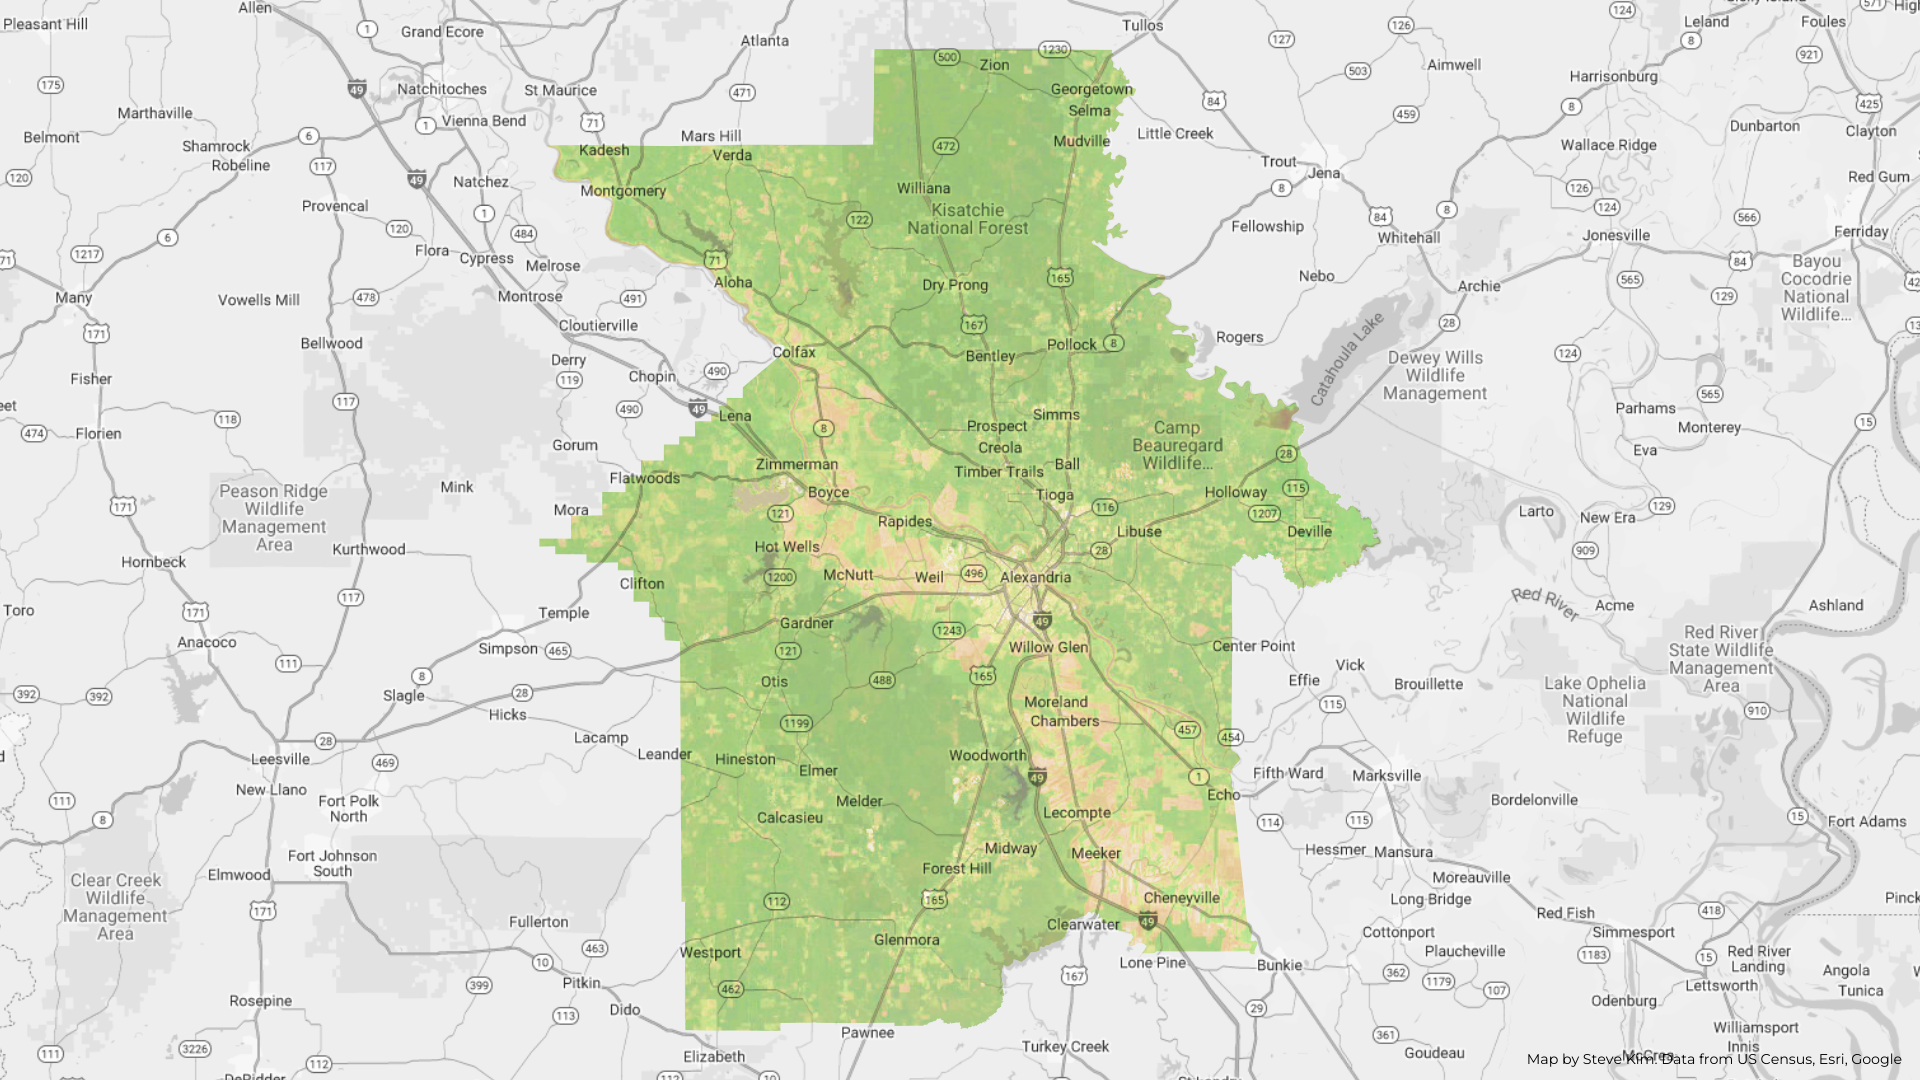 Pleasant Hill
Allen
Grand Ecore
Atlanta
Tullos
Leland
Foules
1
8
126
124
571
127
921
500
1230
Zion
175
49
Natchitoches
St Maurice
471
Georgetown
84
503
Aimwell
Harrisonburg
Marthaville
Vienna Bend
1
71
Selma
459
8
425
Belmont
6
Mars Hill
Mudville
Little Creek
Dunbarton
Clayton
Shamrock
Robeline
117
Kadesh
Verda
472
Trout
Jena
Wallace Ridge
120
49
Natchez
Montgomery
Williana
8
126
Red Gum
Provencal
1
122
Kisatchie
National Forest
84
8
124
566
6
120
484
Fellowship
Whitehall
Jonesville
Ferriday
71
1217
Flora
Cypress
Melrose
71
Aloha
Dry Prong
165
Nebo
Archie
565
84
Bayou
Cocodrie
National
Wildlife...
Many
Vowells Mill
478
Montrose
491
129
171
Cloutierville
167
Rogers
28
Bellwood
Derry
Colfax
Bentley
Pollock
8
Catahoula Lake
Dewey Wills
Wildlife
Management
124
Fisher
119
Chopin
490
117
490
49
Lena
8
Simms
565
Parhams
Monterey
15
474
Florien
118
Gorum
Prospect
Creola
Camp
Beauregard
Wildlife...
28
Eva
Zimmerman
Timber Trails
Ball
Flatwoods
Boyce
Tioga
Holloway
115
Peason Ridge
Wildlife
Management
Area
Mink
Mora
121
Rapides
116
1207
Deville
Larto
New Era
129
171
Kurthwood
Hot Wells
Libuse
28
909
Hornbeck
Clifton
1200
McNutt
Weil
496
Alexandria
Red River
Acme
Ashland
Toro
171
117
Temple
Gardner
1243
49
Willow Glen
Center Point
Red River
State Wildlife
Management
Area
Anacoco
111
Simpson
465
121
Otis
488
165
Effie
Vick
Brouillette
Lake Ophelia
National
Wildlife
Refuge
392
392
8
Slagle
28
Hicks
1199
Moreland
Chambers
457
454
115
910
28
Lacamp
Leander
Hineston
Elmer
Woodworth
49
1
Fifth Ward
Marksville
Leesville
469
New Llano
Fort Polk
North
Melder
Calcasieu
Lecompte
Echo
Bordelonville
111
8
114
115
15
Fort Adams
Fort Johnson
South
Midway
Meeker
Hessmer
Mansura
Elmwood
Forest Hill
Moreauville
Clear Creek
Wildlife
Management
Area
171
112
165
Cheneyville
Long Bridge
Red Fish
418
Fullerton
Clearwater
49
Cottonport
Simmesport
463
Westport
Glenmora
Plaucheville
1183
Red River
Landing
10
Pitkin
Lone Pine
Bunkie
362
1179
107
15
Lettsworth
Angola
Tunica
399
462
167
Rosepine
113
Dido
29
Odenburg
Pawnee
361
Williamsport
Innis
3226
111
112
Elizabeth
Turkey Creek
Goudeau
DeRidder
112
10
Map by Steve Kim. Data from US Census, Esri, Google